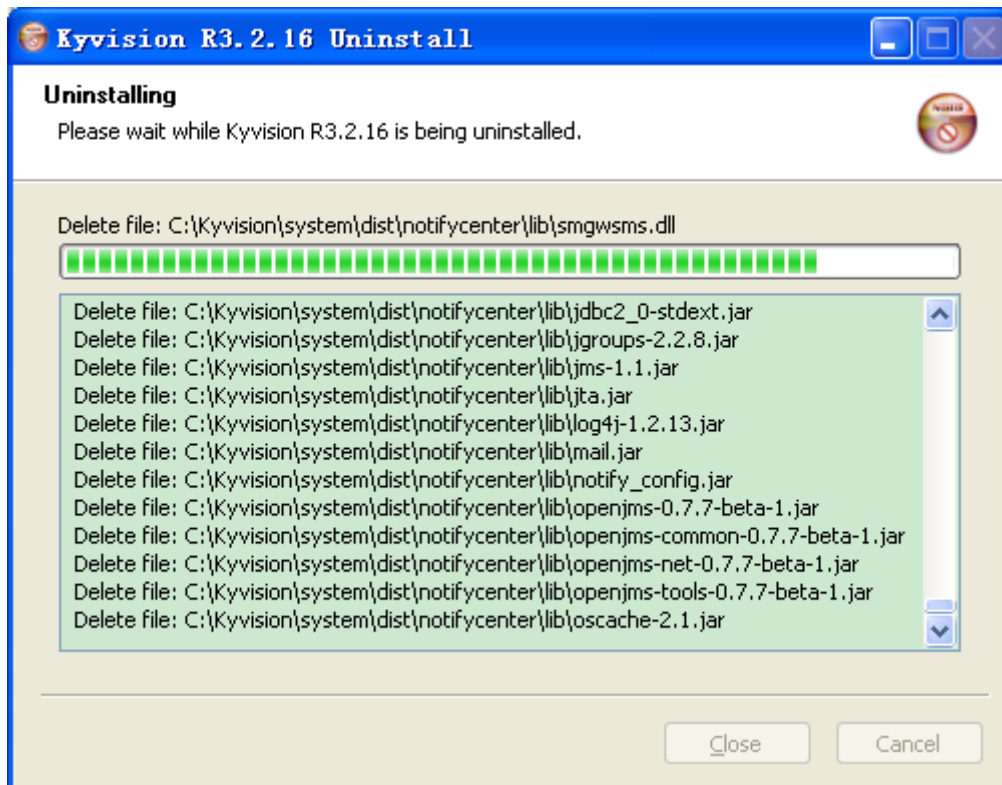 Kyvision R3.2.16 Uninstall
Uninstalling
Please wait while Kyvision R3.2.16 is being uninstalled.
Delete file: C:\Kyvision\system\dist\notifycenter\lib\smgwsms.dll
Delete file: C:\Kyvision\system\dist\notifycenter\lib\jdbc2_0-stdext.jar
Delete file: C:\Kyvision\system\dist\notifycenter\lib\jgroups-2.2.8.jar
Delete file: C:\Kyvision\system\dist\notifycenter\lib\jms-1.1.jar
Delete file: C:\Kyvision\system\dist\notifycenter\lib\jta.jar
Delete file: C:\Kyvision\system\dist\notifycenter\lib\log4j-1.2.13.jar
Delete file: C:\Kyvision\system\dist\notifycenter\lib\mail.jar
Delete file: C:\Kyvision\system\dist\notifycenter\lib\notify_config.jar
Delete file: C:\Kyvision\system\dist\notifycenter\lib\openjms-0.7.7-beta-1.jar
Delete file: C:\Kyvision\system\dist\notifycenter\lib\openjms-common-0.7.7-beta-1.jar
Delete file: C:\Kyvision\system\dist\notifycenter\lib\openjms-net-0.7.7-beta-1.jar
Delete file: C:\Kyvision\system\dist\notifycenter\lib\openjms-tools-0.7.7-beta-1.jar
Delete file: C:\Kyvision\system\dist\notifycenter\lib\oscache-2.1.jar
Close
Cancel